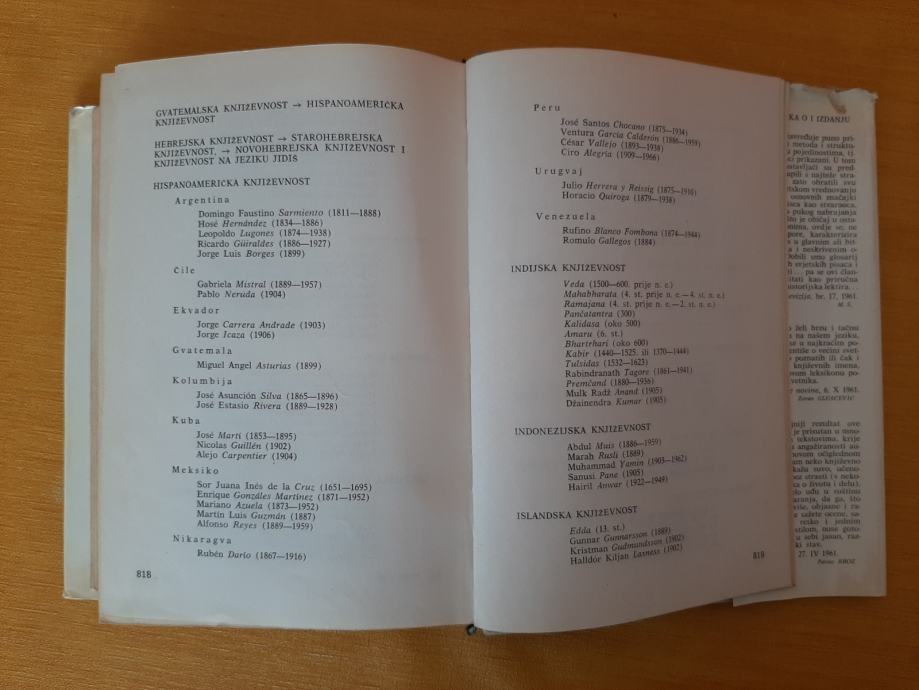 GVATEMALSKA KNJIŽEVNOST → HISPANOAMERIČKA
KNJIŽEVNOST
HEBREJSKA KNJIŽEVNOST → STAROHEBREJSKA
KNJIŽEVNOST, → NOVOHEBREJSKA KNJIŽEVNOST I
KNJIŽEVNOST NA JEZIKU JIDIŠ
HISPANOAMERIČKA KNJIŽEVNOST
Argentina
Domingo Faustino Sarmiento (1811—1888)
Hosé Hernández (1834—1886)
Leopoldo Lugones (1874—1938)
Ricardo Güiraldes (1886—1927)
Jorge Luis Borges (1899)
Čile
Gabriela Mistral (1889—1957)
Pablo Neruda (1904)
Ekvador
Jorge Carrera Andrade (1903)
Jorge Icaza (1906)
Gvatemala
Miguel Angel Asturias (1899)
Kolumbija
José Asunción Silva (1865—1896)
José Estasio Rivera (1889—1928)
Kuba
José Martí (1853—1895)
Nicolas Guillén (1902)
Alejo Carpentier (1904)
Meksiko
Sor Juana Inés de la Cruz (1651—1695)
Enrique Gonzáles Martínez (1871—1952)
Mariano Azuela (1873—1952)
Martín Luis Guzmán (1887)
Alfonso Reyes (1889—1959)
Nikaragva
Rubén Darío (1867—1916)
818
Peru
José Santos Chocano (1875—1934)
Ventura García Calderón (1886—1959)
César Vallejo (1893—1938)
Ciro Alegría (1909—1966)
Urugvaj
Julio Herrera y Reissig (1875—1910)
Horacio Quiroga (1879—1938)
Venezuela
Rufino Blanco Fombona (1874—1944)
Romulo Gallegos (1884)
INDIJSKA KNJIŽEVNOST
Veda (1500—600. prije n. e.)
Mahabharata (4. st. prije n. e.—4. st. n. e.)
Ramajana (4. st. prije n. e.—2. st. n. e.)
Pančatantra (300)
Kalidasa (oko 500)
Amaru (6. st.)
Bhartrhari (oko 600)
Kabir (1440—1525. ili 1370—1444)
Tulsidas (1532—1623)
Rabindranath Tagore (1861—1941)
Premčand (1880—1936)
Mulk Radž Anand (1905)
Džainendra Kumar (1905)
INDONEZIJSKA KNJIŽEVNOST
Abdul Muis (1886—1959)
Marah Rusli (1889)
Muhammad Yamin (1903—1962)
Sanusi Pane (1905)
Hairil Anwar (1922—1949)
ISLANDSKA KNJIŽEVNOST
Edda (13. st.)
Gunnar Gunnarsson (1889)
Kristman Gudmundsson (1902)
Halldór Kiljan Laxness (1902)
819
KA O I IZDANJU
27. IV 1961.